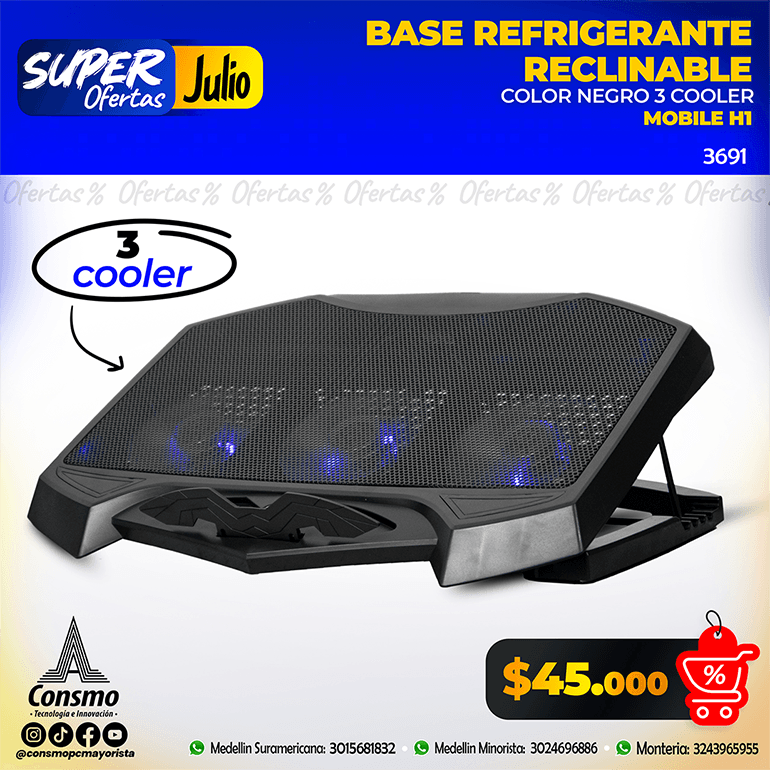 SUPER
Ofertas
Julio
BASE REFRIGERANTE
RECLINABLE
COLOR NEGRO 3 COOLER
MOBILE H1
3691
Ofertas% Ofertas% Ofertas% Ofertas% Ofertas% Ofertas% Ofertas%
3
cooler
$45.000
%
Consmo
• Tecnología e Innovación •
@consmopcmayorista
Medellin Suramericana: 3015681832 • Medellin Minorista: 3024696886 • Monteria: 3243965955